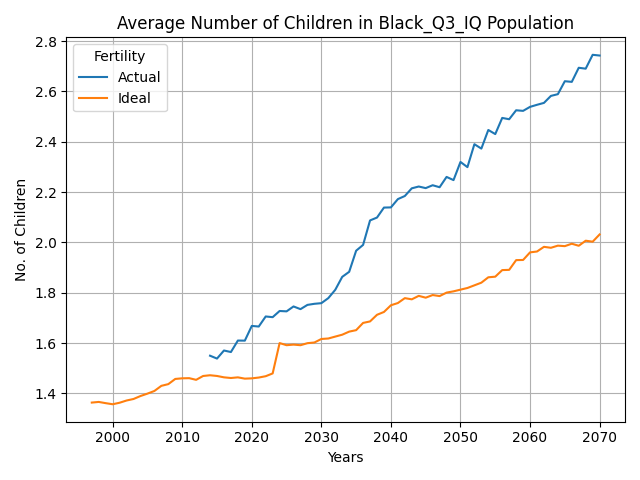 Average Number of Children in Black_Q3_IQ Population
Fertility
Actual
Ideal
2.8
2.6
2.4
2.2
2.0
1.8
1.6
1.4
No. of Children
2000 2010 2020 2030 2040 2050 2060 2070
Years